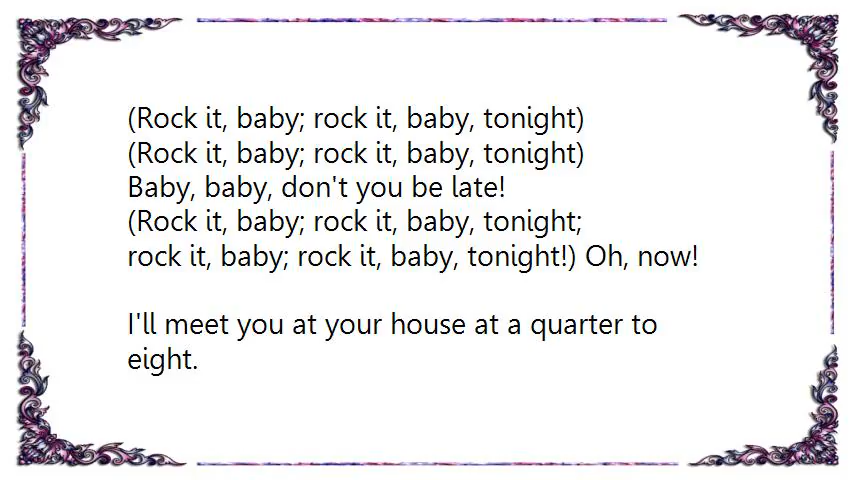 (Rock it, baby; rock it, baby, tonight)
(Rock it, baby; rock it, baby, tonight)
Baby, baby, don't you be late!
(Rock it, baby; rock it, baby, tonight;
rock it, baby; rock it, baby, tonight!) Oh, now!
I'll meet you at your house at a quarter to
eight.